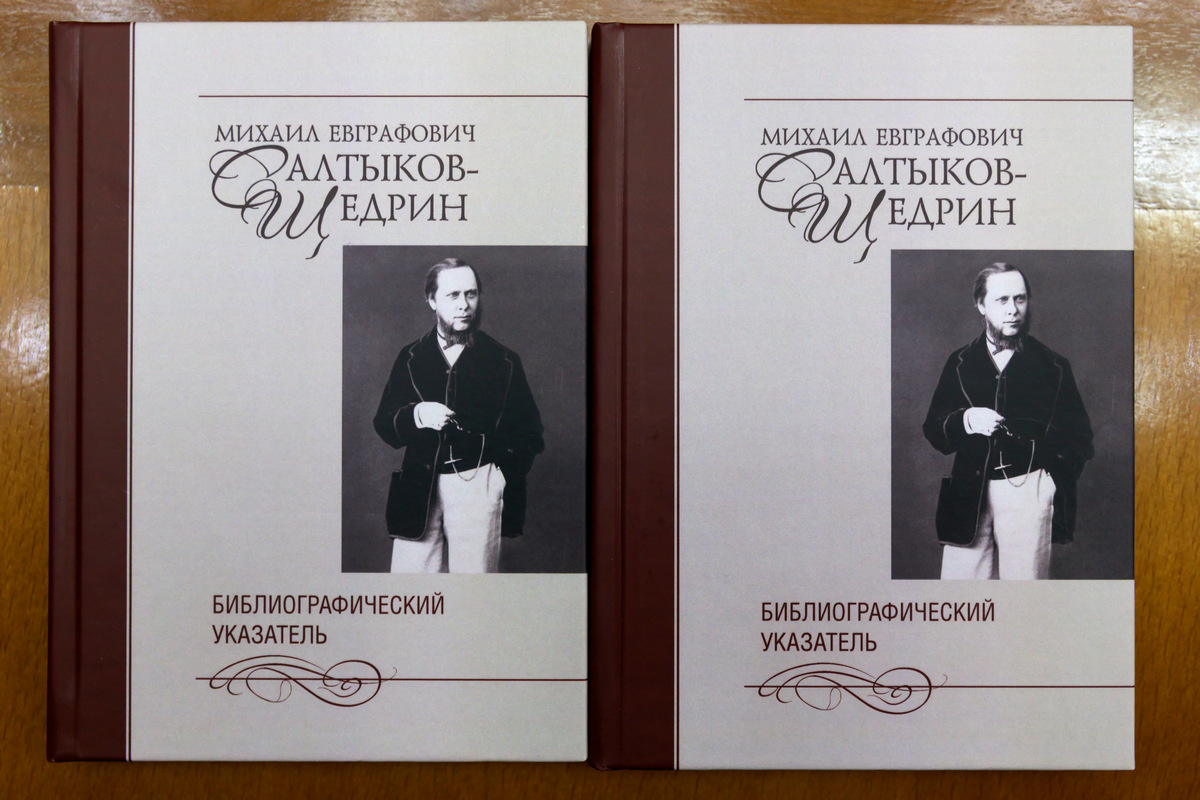 МИХАИЛ ЕВГРАФОВИЧ
САЛТЫКОВ-
ЩЕДРИН
БИБЛИОГРАФИЧЕСКИЙ
УКАЗАТЕЛЬ
МИХАИЛ ЕВГРАФОВИЧ
САЛТЫКОВ-
ЩЕДРИН
БИБЛИОГРАФИЧЕСКИЙ
УКАЗАТЕЛЬ